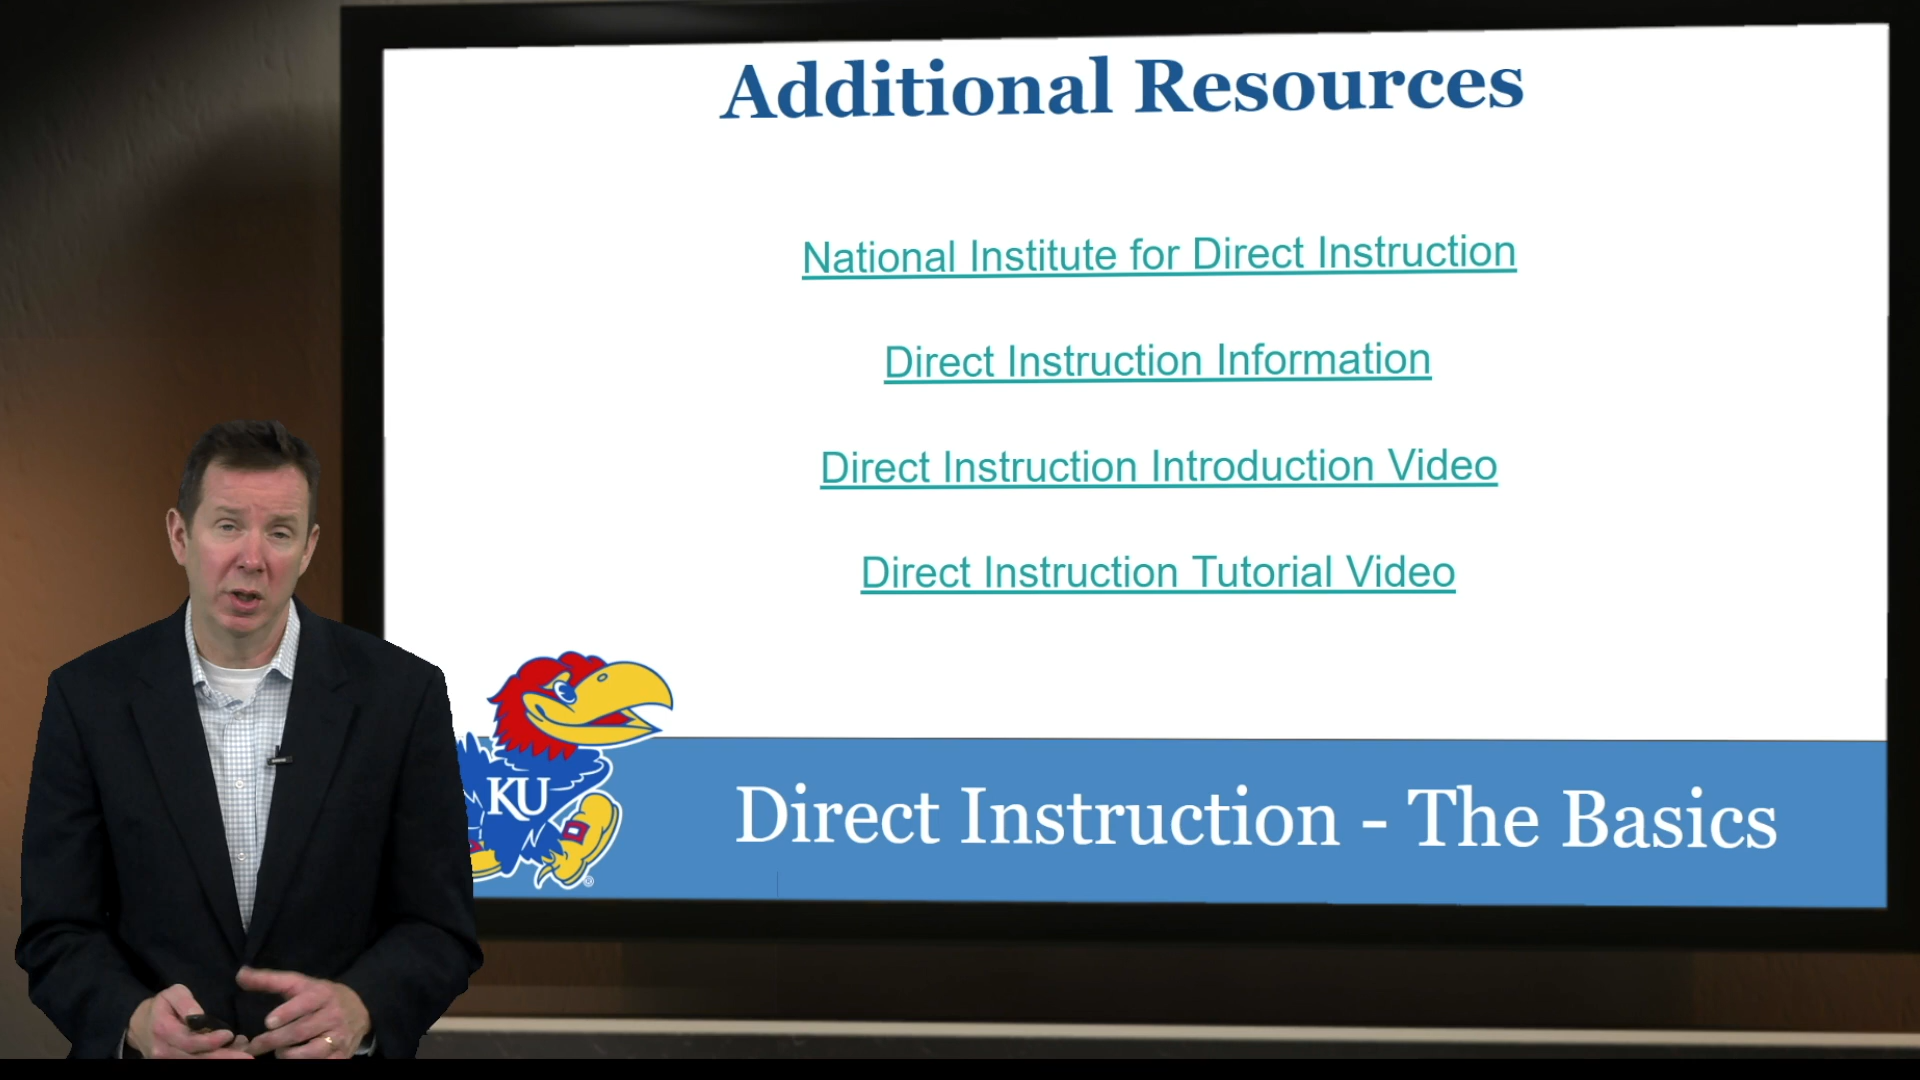 Additional Resources
National Institute for Direct Instruction
Direct Instruction Information
Direct Instruction Introduction Video
Direct Instruction Tutorial Video
KU
Direct Instruction - The Basics